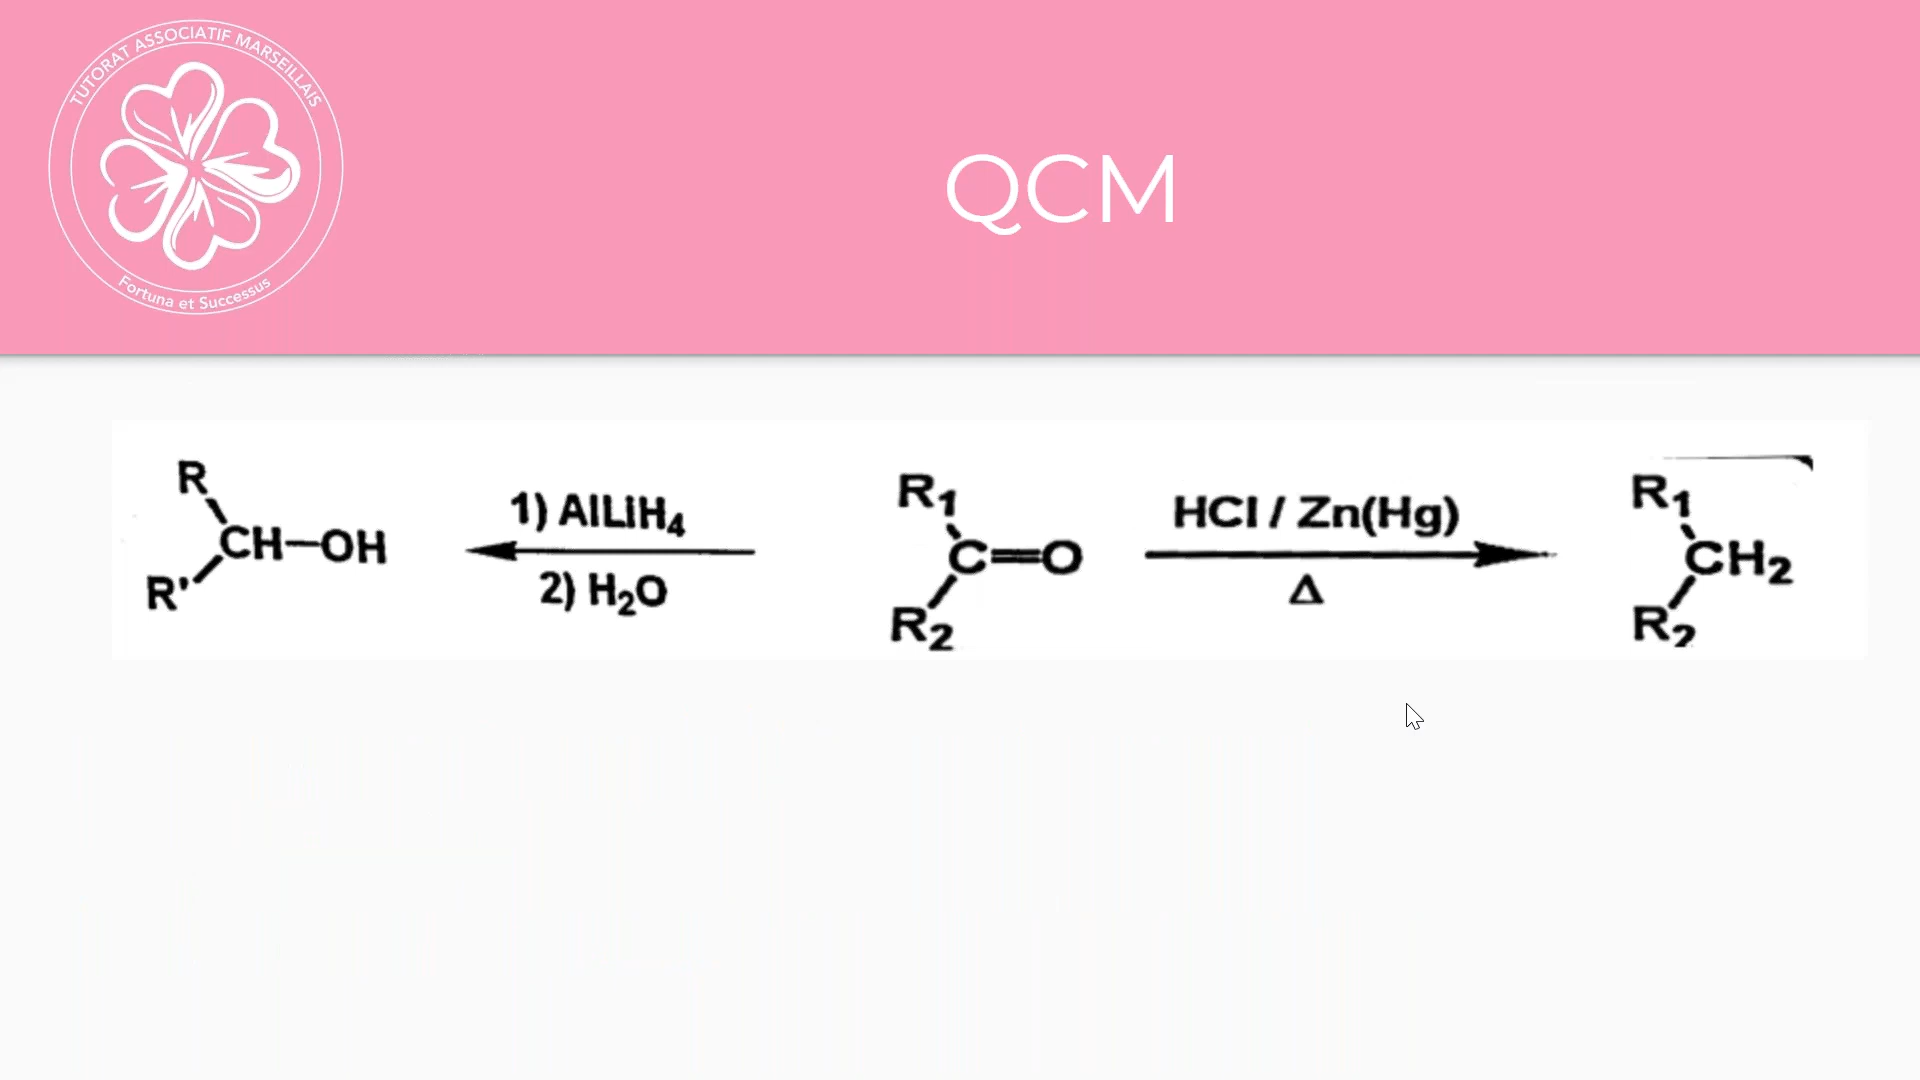 TUTORAT ASSOCIATIF MARSEILLAIS
Fortuna et Successus
QCM
R
CH—OH
R'
1) AlLiH₄
2) H₂O
R₁
C=O
R₂
HCl / Zn(Hg)
Δ
R₁
CH₂
R₂